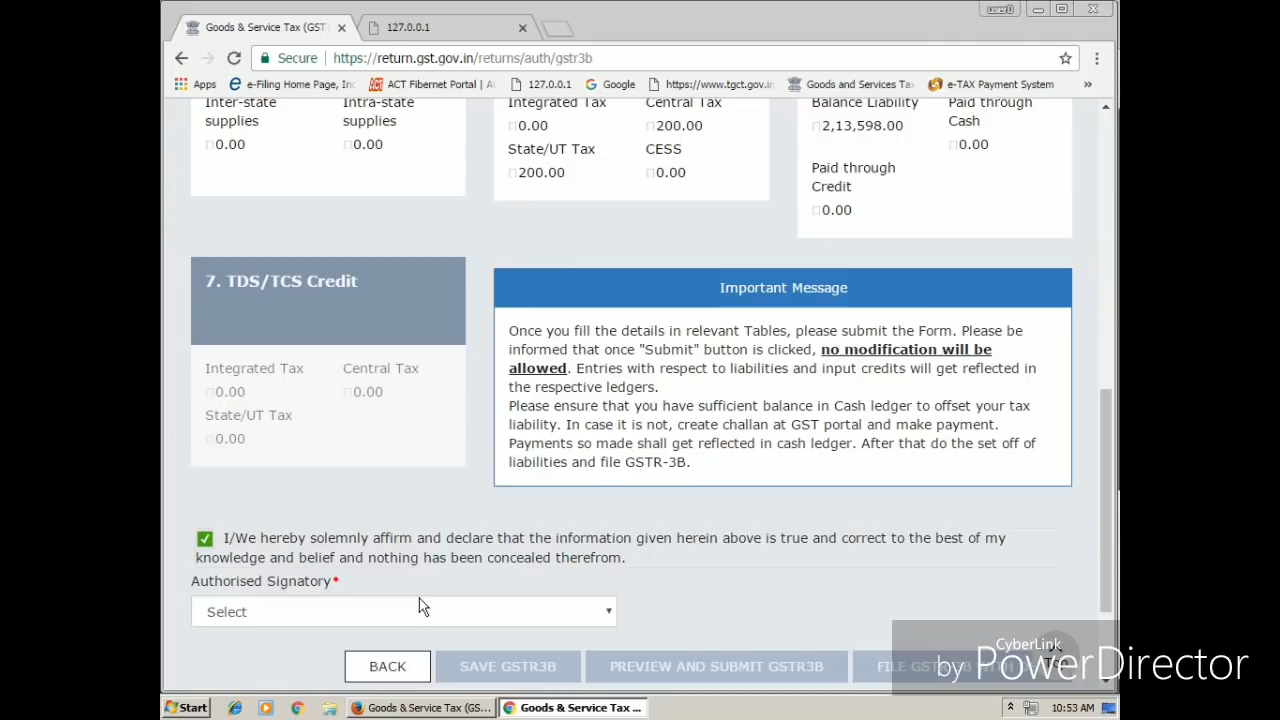 Goods & Service Tax (GST
127.0.0.1
Secure
https://return.gst.gov.in/returns/auth/gstr3b
Apps
e-Filing Home Page, Inc
ACT Fibernet Portal | A
127.0.0.1
Google
https://www.tgct.gov.in
Goods and Services Tax
e-TAX Payment System
»
Inter-state
supplies
0.00
Intra-state
supplies
0.00
Integrated Tax
0.00
Central Tax
200.00
State/UT Tax
200.00
CESS
0.00
Balance Liability
2,13,598.00
Paid through
Cash
0.00
Paid through
Credit
0.00
7. TDS/TCS Credit
Integrated Tax
0.00
Central Tax
0.00
State/UT Tax
0.00
Important Message
Once you fill the details in relevant Tables, please submit the Form. Please be
informed that once "Submit" button is clicked, no modification will be
allowed. Entries with respect to liabilities and input credits will get reflected in
the respective ledgers.
Please ensure that you have sufficient balance in Cash ledger to offset your tax
liability. In case it is not, create challan at GST portal and make payment.
Payments so made shall get reflected in cash ledger. After that do the set off of
liabilities and file GSTR-3B.
I/We hereby solemnly affirm and declare that the information given herein above is true and correct to the best of my
knowledge and belief and nothing has been concealed therefrom.
Authorised Signatory*
Select
BACK
SAVE GSTR3B
PREVIEW AND SUBMIT GSTR3B
FILE GSTR
CyberLink
by PowerDirector
Start
Goods & Service Tax (GS...
Goods & Service Tax ...
10:53 AM